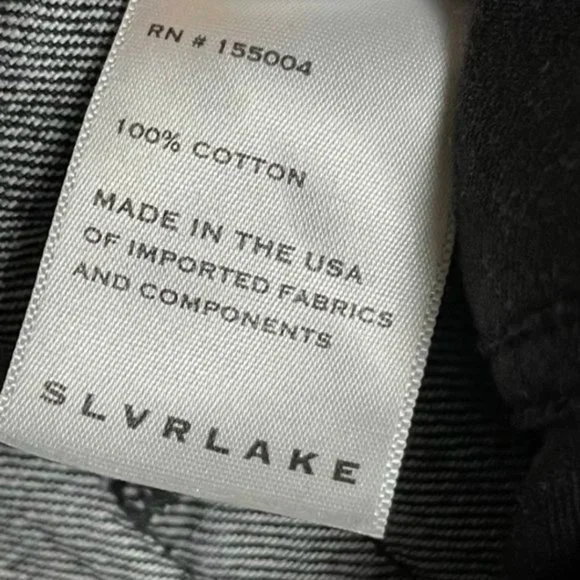 RN # 155004
100% COTTON
MADE IN THE USA
OF IMPORTED FABRICS
AND COMPONENTS
SLVRLAKE